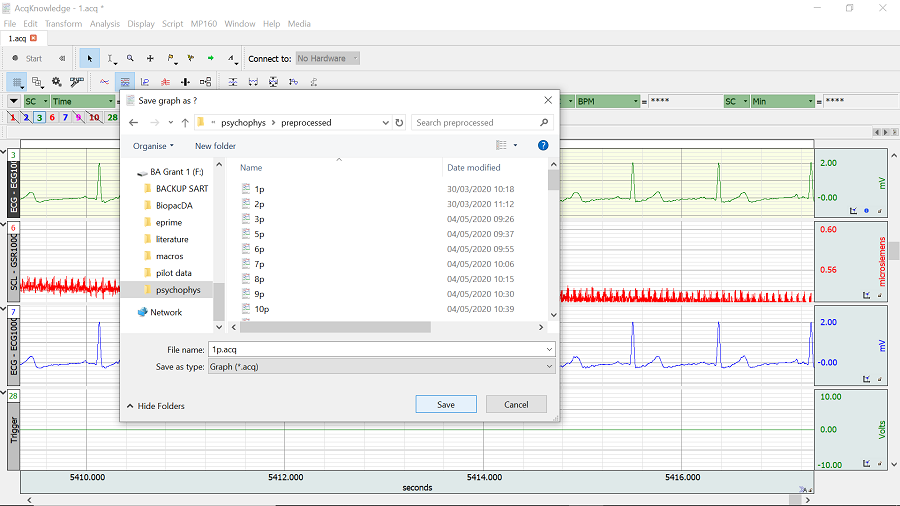 AcqKnowledge - 1.acq *
File Edit Transform Analysis Display Script MP160 Window Help Media
1.acq
Start
Connect to: No Hardware
SC Time = BPM = **** SC Min = ****
1 2 3 6 7 9 10 28
Save graph as ?
psychophys > preprocessed
Search preprocessed
Organise New folder
Name Date modified
BA Grant 1 (F:)
BACKUP SART
BiopacDA
eprime
literature
macros
pilot data
psychophys
Network
1p 30/03/2020 10:18
2p 30/03/2020 11:12
3p 04/05/2020 09:26
5p 04/05/2020 09:37
6p 04/05/2020 09:55
7p 04/05/2020 10:06
8p 04/05/2020 10:15
9p 04/05/2020 10:30
10p 04/05/2020 10:39
File name: 1p.acq
Save as type: Graph (*.acq)
Hide Folders
Save Cancel
3
ECG - ECG100
2.00
-0.00
mV
6
SCL - GSR100C
0.60
0.56
microsiemens
7
ECG - ECG100C
2.00
-0.00
mV
28
Trigger
10.00
0.00
-10.00
Volts
5410.000 5412.000 5414.000 5416.000
seconds